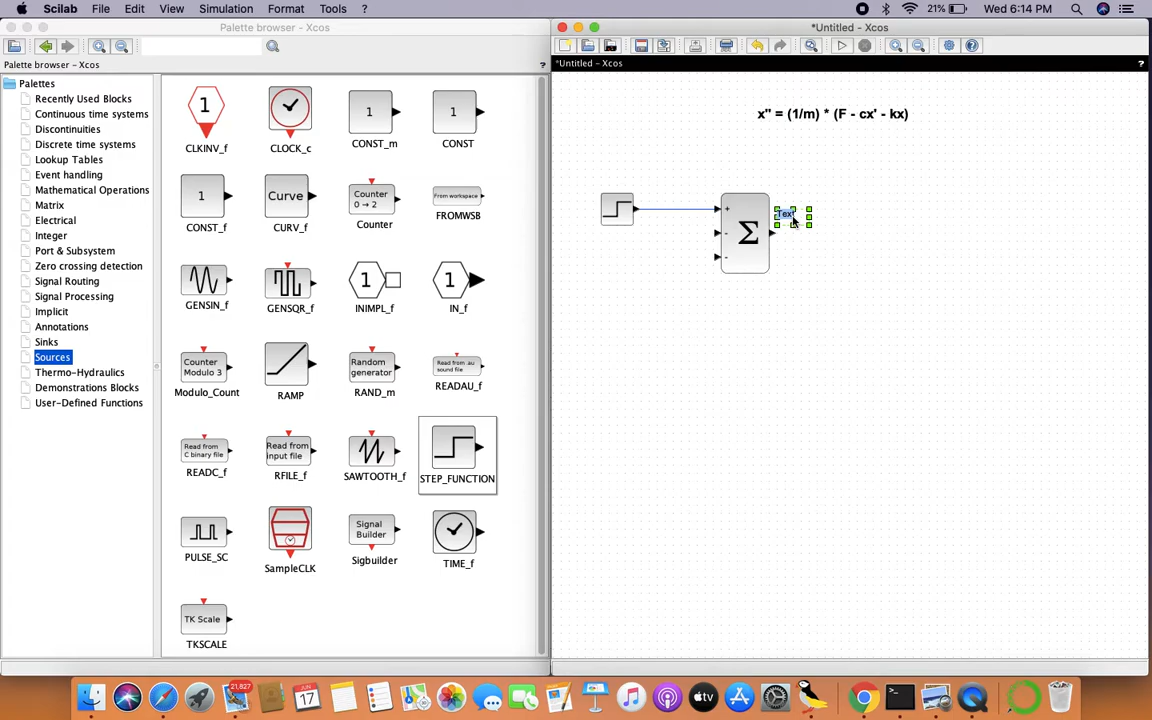 Scilab File Edit View Simulation Format Tools ? 21% Wed 6:14 PM
Palette browser - Xcos
*Untitled - Xcos
Palette browser – Xcos ?
*Untitled – Xcos ?
Palettes
Recently Used Blocks
Continuous time systems
Discontinuities
Discrete time systems
Lookup Tables
Event handling
Mathematical Operations
Matrix
Electrical
Integer
Port & Subsystem
Zero crossing detection
Signal Routing
Signal Processing
Implicit
Annotations
Sinks
Sources
Thermo-Hydraulics
Demonstrations Blocks
User-Defined Functions
1
1
1
CLKINV_f CLOCK_c CONST_m CONST
1
Curve
Counter
0 → 2
From workspace
CONST_f CURV_f Counter FROMWSB
1
1
GENSIN_f GENSQR_f INIMPL_f IN_f
Counter
Modulo 3
Random
generator
Read from .au
sound file
Modulo_Count RAMP RAND_m READAU_f
Read from
C binary file
Read from
input file
READC_f RFILE_f SAWTOOTH_f STEP_FUNCTION
Signal
Builder
PULSE_SC SampleCLK Sigbuilder TIME_f
TK Scale
TKSCALE
x'' = (1/m) * (F - cx' - kx)
+
-
-
Σ
Text
21,827
JUN
17
tv